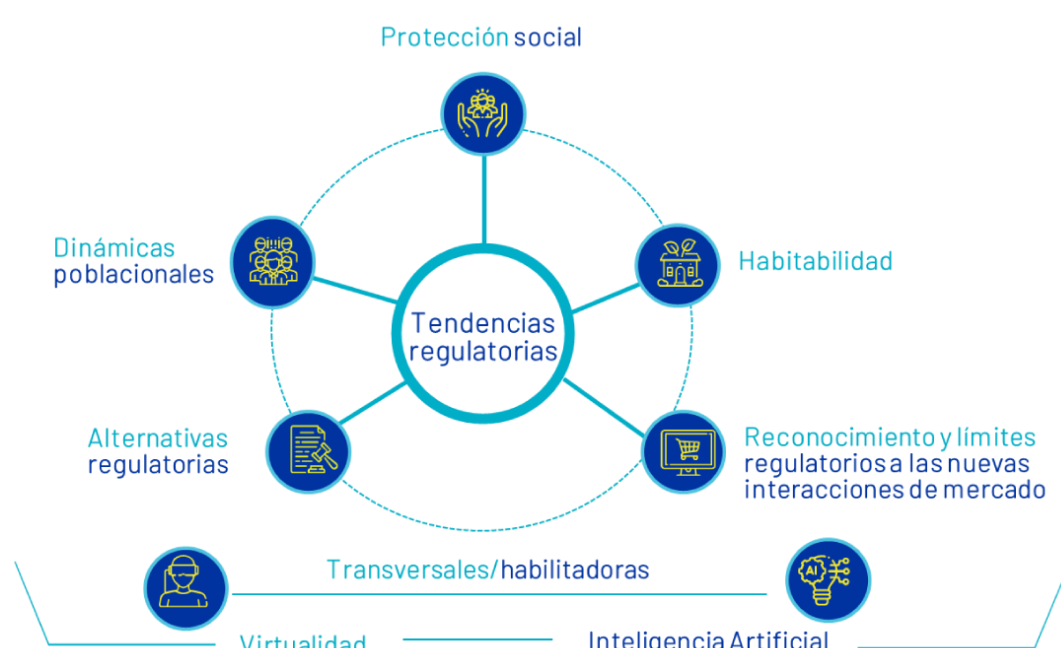 Protección social
Dinámicas
poblacionales
Habitabilidad
Tendencias
regulatorias
Alternativas
regulatorias
Reconocimiento y límites
regulatorios a las nuevas
interacciones de mercado
AI
Transversales/habilitadoras
Virtualidad
Inteligencia Artificial